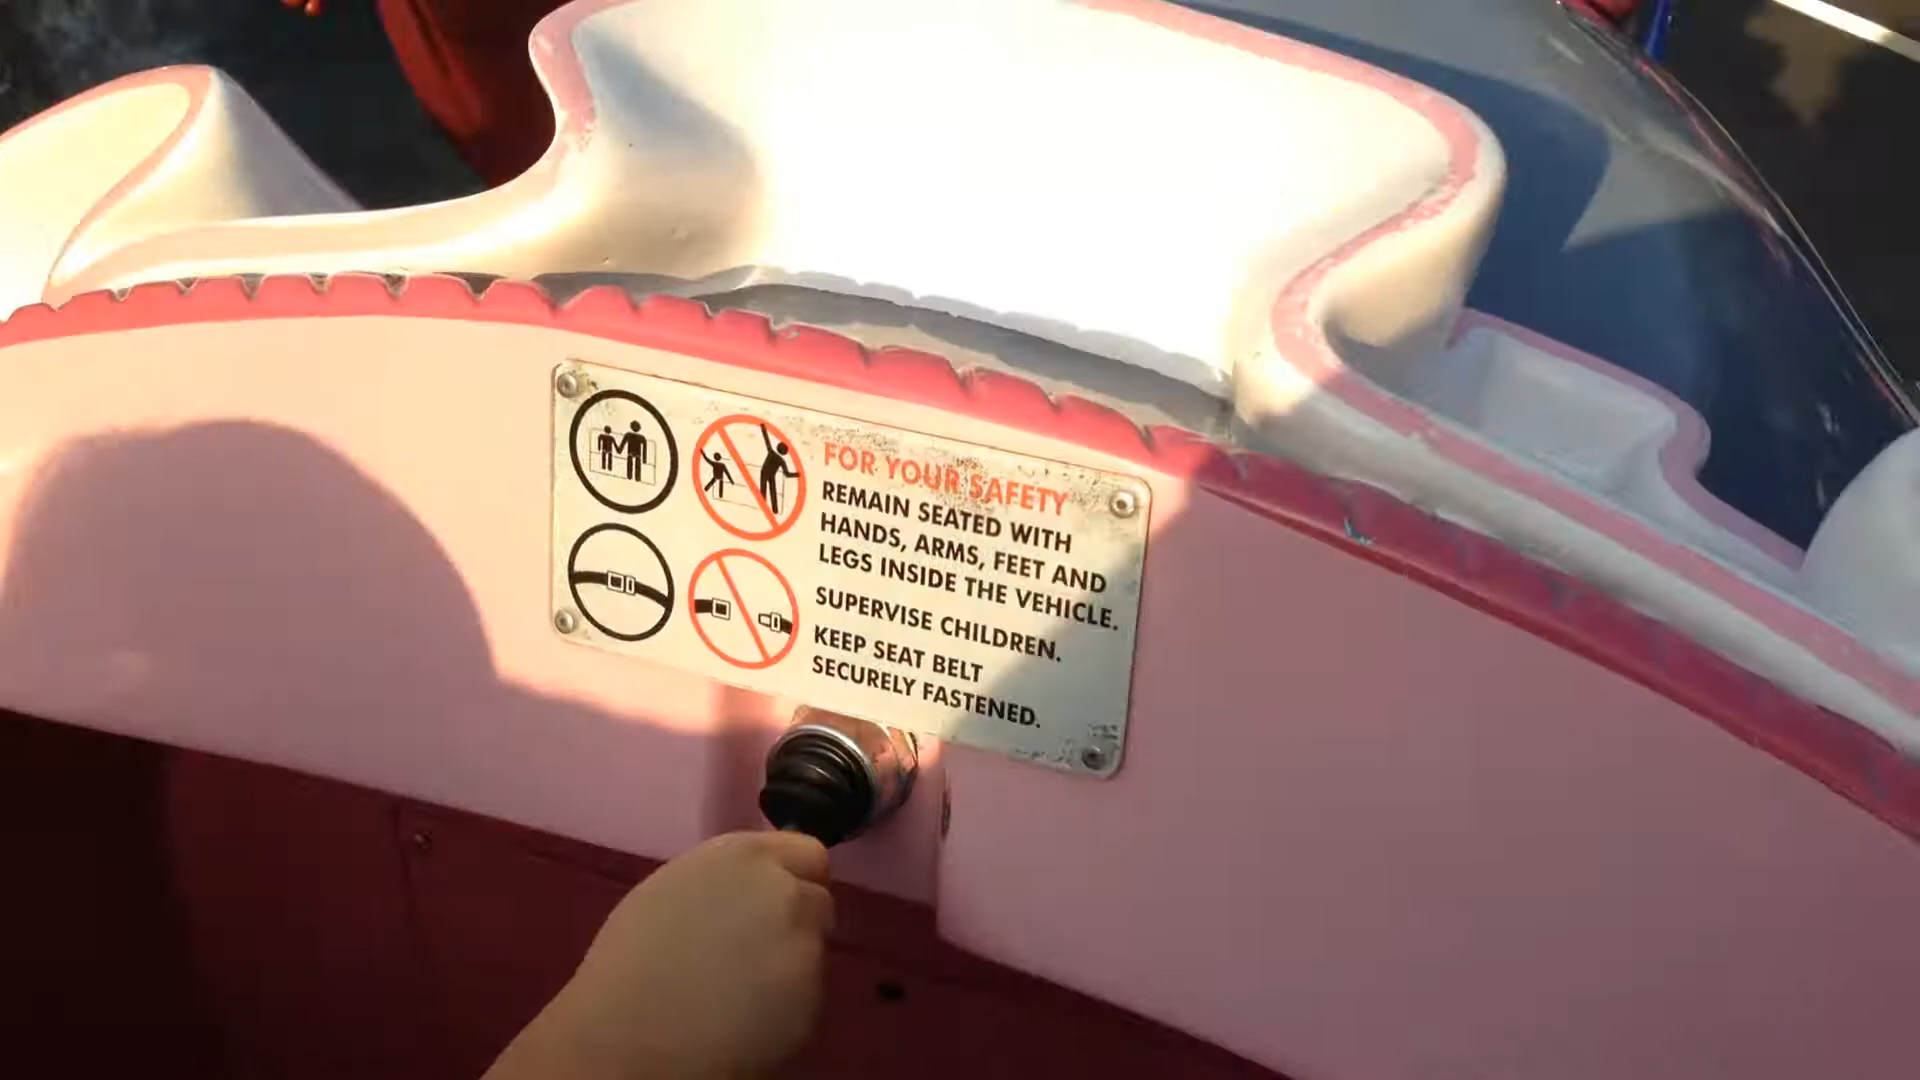 FOR YOUR SAFETY
REMAIN SEATED WITH
HANDS, ARMS, FEET AND
LEGS INSIDE THE VEHICLE.
SUPERVISE CHILDREN.
KEEP SEAT BELT
SECURELY FASTENED.